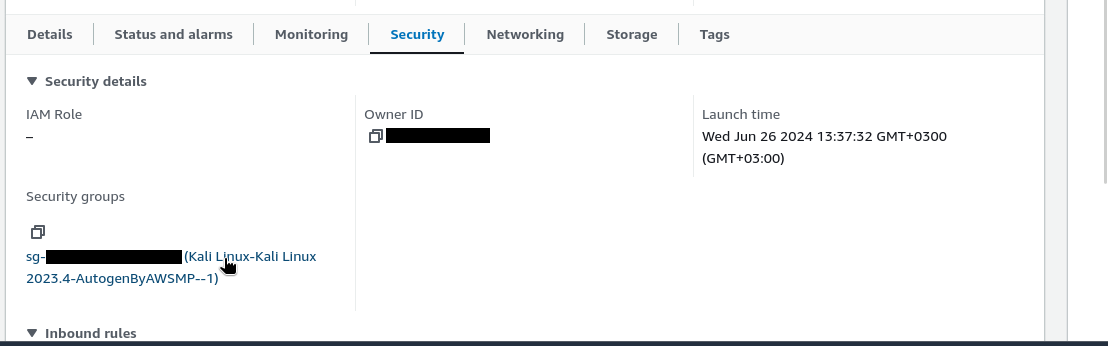 Details Status and alarms Monitoring Security Networking Storage Tags
Security details
IAM Role
–
Owner ID
Launch time
Wed Jun 26 2024 13:37:32 GMT+0300
(GMT+03:00)
Security groups
sg- (Kali Linux-Kali Linux
2023.4-AutogenByAWSMP--1)
Inbound rules